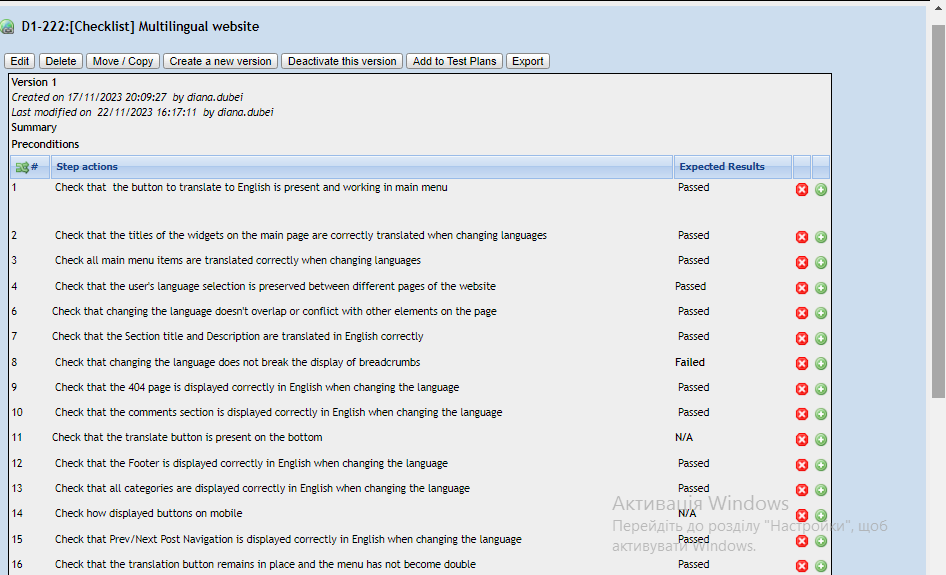 D1-222:[Checklist] Multilingual website
Edit Delete Move / Copy Create a new version Deactivate this version Add to Test Plans Export
Version 1
Created on 17/11/2023 20:09:27 by diana.dubei
Last modified on 22/11/2023 16:17:11 by diana.dubei
Summary
Preconditions
# Step actions Expected Results
1 Check that the button to translate to English is present and working in main menu Passed
2 Check that the titles of the widgets on the main page are correctly translated when changing languages Passed
3 Check all main menu items are translated correctly when changing languages Passed
4 Check that the user's language selection is preserved between different pages of the website Passed
6 Check that changing the language doesn't overlap or conflict with other elements on the page Passed
7 Check that the Section title and Description are translated in English correctly Passed
8 Check that changing the language does not break the display of breadcrumbs Failed
9 Check that the 404 page is displayed correctly in English when changing the language Passed
10 Check that the comments section is displayed correctly in English when changing the language Passed
11 Check that the translate button is present on the bottom N/A
12 Check that the Footer is displayed correctly in English when changing the language Passed
13 Check that all categories are displayed correctly in English when changing the language Passed
14 Check how displayed buttons on mobile N/A
15 Check that Prev/Next Post Navigation is displayed correctly in English when changing the language Passed
16 Check that the translation button remains in place and the menu has not become double Passed
Активація Windows
Перейдіть до розділу "Настройки", щоб
активувати Windows.